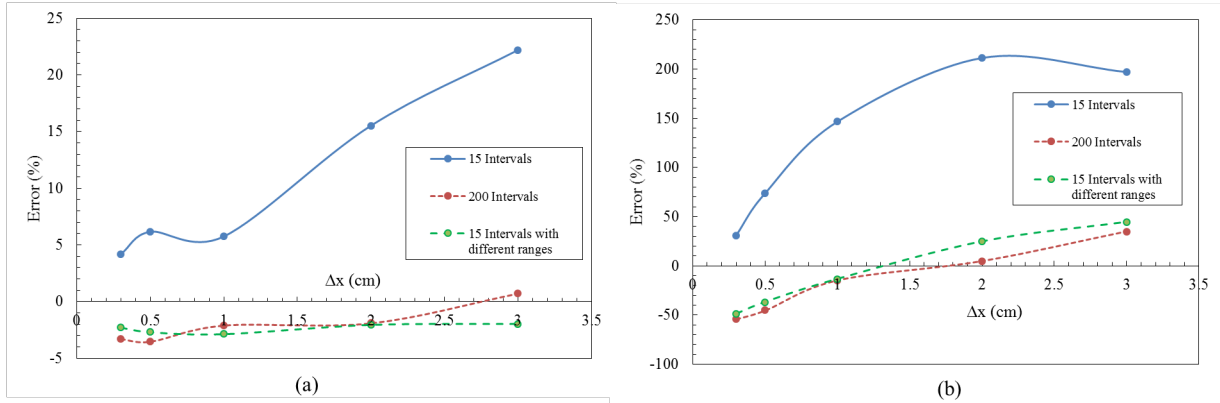 25
20
15
10
5
0
-5
Error (%)
0 0.5 1 1.5 2 2.5 3 3.5
Δx (cm)
15 Intervals
200 Intervals
15 Intervals with
different ranges
(a)
250
200
150
100
50
0
-50
-100
Error (%)
0 0.5 1 1.5 2 2.5 3 3.5
Δx (cm)
15 Intervals
200 Intervals
15 Intervals with
different ranges
(b)